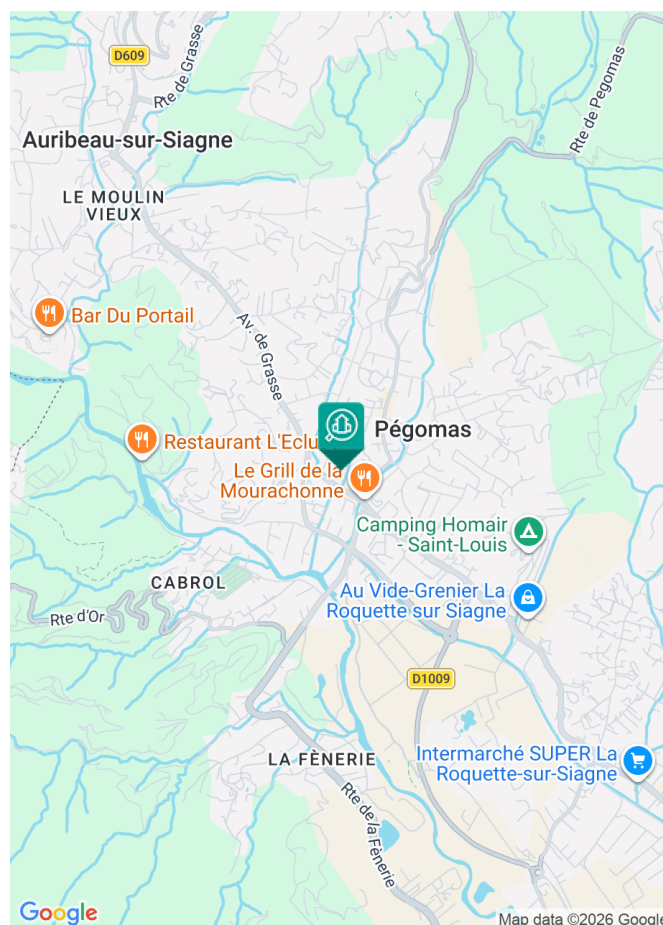 D609
Rte de Grasse
Rte de Pegomas
Auribeau-sur-Siagne
LE MOULIN
VIEUX
Bar Du Portail
Av. de Grasse
Pégomas
Restaurant L'Eclu
Le Grill de la
Mourachonne
Camping Homair
- Saint-Louis
CABROL
Au Vide-Grenier La
Roquette sur Siagne
Rte d'Or
D1009
LA FÈNERIE
Intermarché SUPER La
Roquette-sur-Siagne
Rte de la Fènerie
Google
Map data ©2026 Google